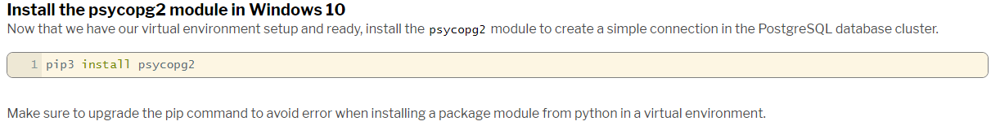 Install the psycopg2 module in Windows 10
Now that we have our virtual environment setup and ready, install the psycopg2 module to create a simple connection in the PostgreSQL database cluster.
1 pip3 install psycopg2
Make sure to upgrade the pip command to avoid error when installing a package module from python in a virtual environment.